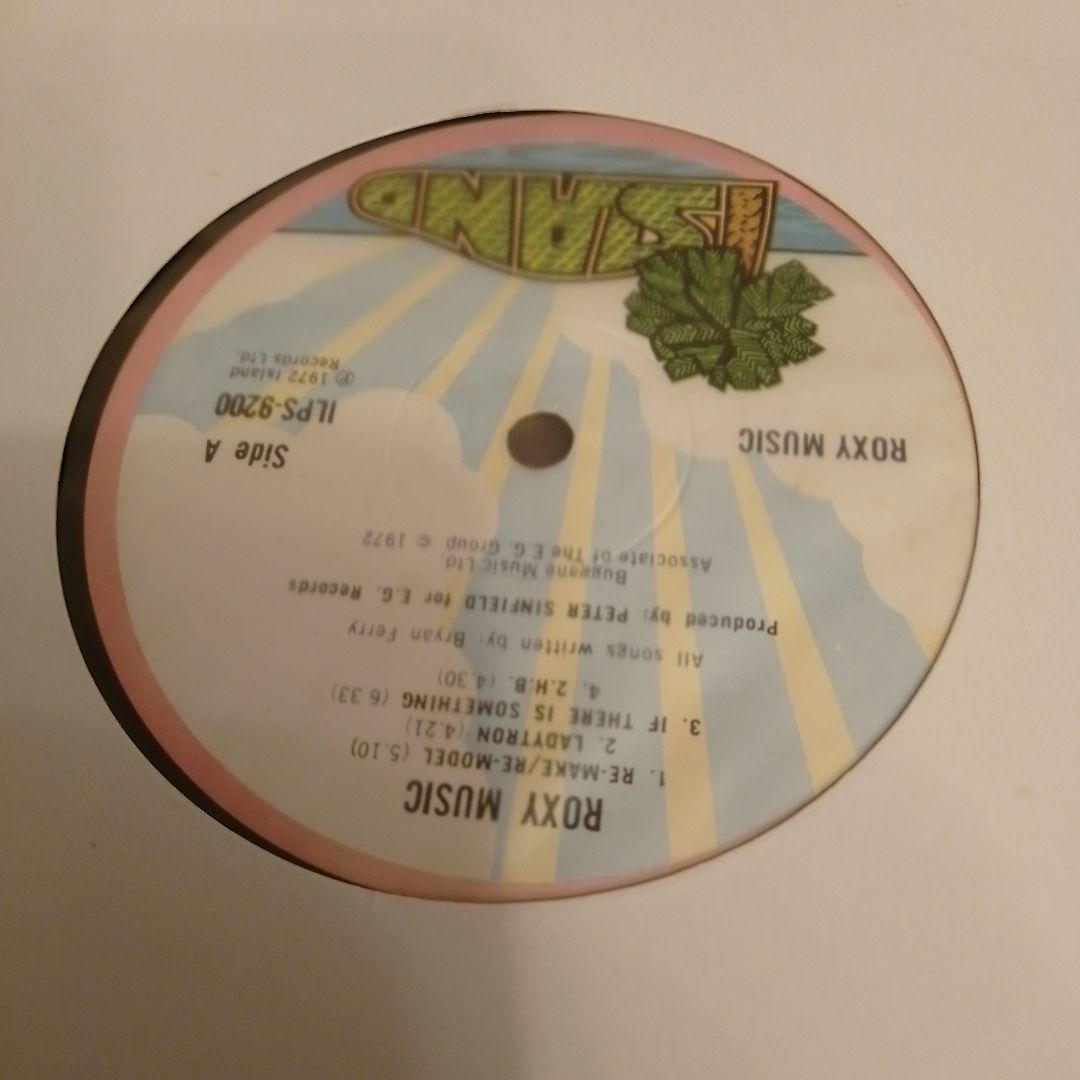 ISLAND
ROXY MUSIC
Side A
ILPS-9200
℗ 1972 Island
Records Ltd.
ROXY MUSIC
1. RE-MAKE/RE-MODEL (5.10)
2. LADYTRON (4.21)
3. IF THERE IS SOMETHING (6.33)
4. 2.H.B. (4.30)
All songs written by: Bryan Ferry
Produced by: PETER SINFIELD for E.G. Records
Buggane Music Ltd.
Associate of The E.G. Group © 1972